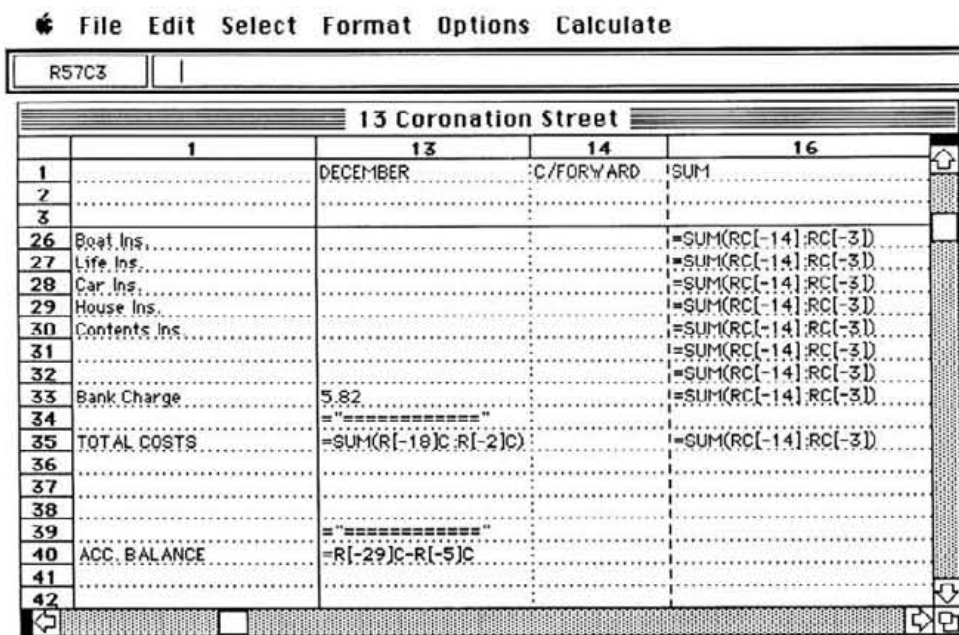 File Edit Select Format Options Calculate
R57C3
13 Coronation Street
1 13 14 16
1 DECEMBER C/FORWARD SUM
2
3
26 Boat Ins. =SUM(RC[-14]:RC[-3])
27 Life Ins. =SUM(RC[-14]:RC[-3])
28 Car Ins. =SUM(RC[-14]:RC[-3])
29 House Ins. =SUM(RC[-14]:RC[-3])
30 Contents Ins. =SUM(RC[-14]:RC[-3])
31 =SUM(RC[-14]:RC[-3])
32 =SUM(RC[-14]:RC[-3])
33 Bank Charge 5.82 =SUM(RC[-14]:RC[-3])
34 ="============"
35 TOTAL COSTS =SUM(R[-18]C:R[-2]C) =SUM(RC[-14]:RC[-3])
36
37
38
39 ="============"
40 ACC. BALANCE =R[-29]C-R[-5]C
41
42